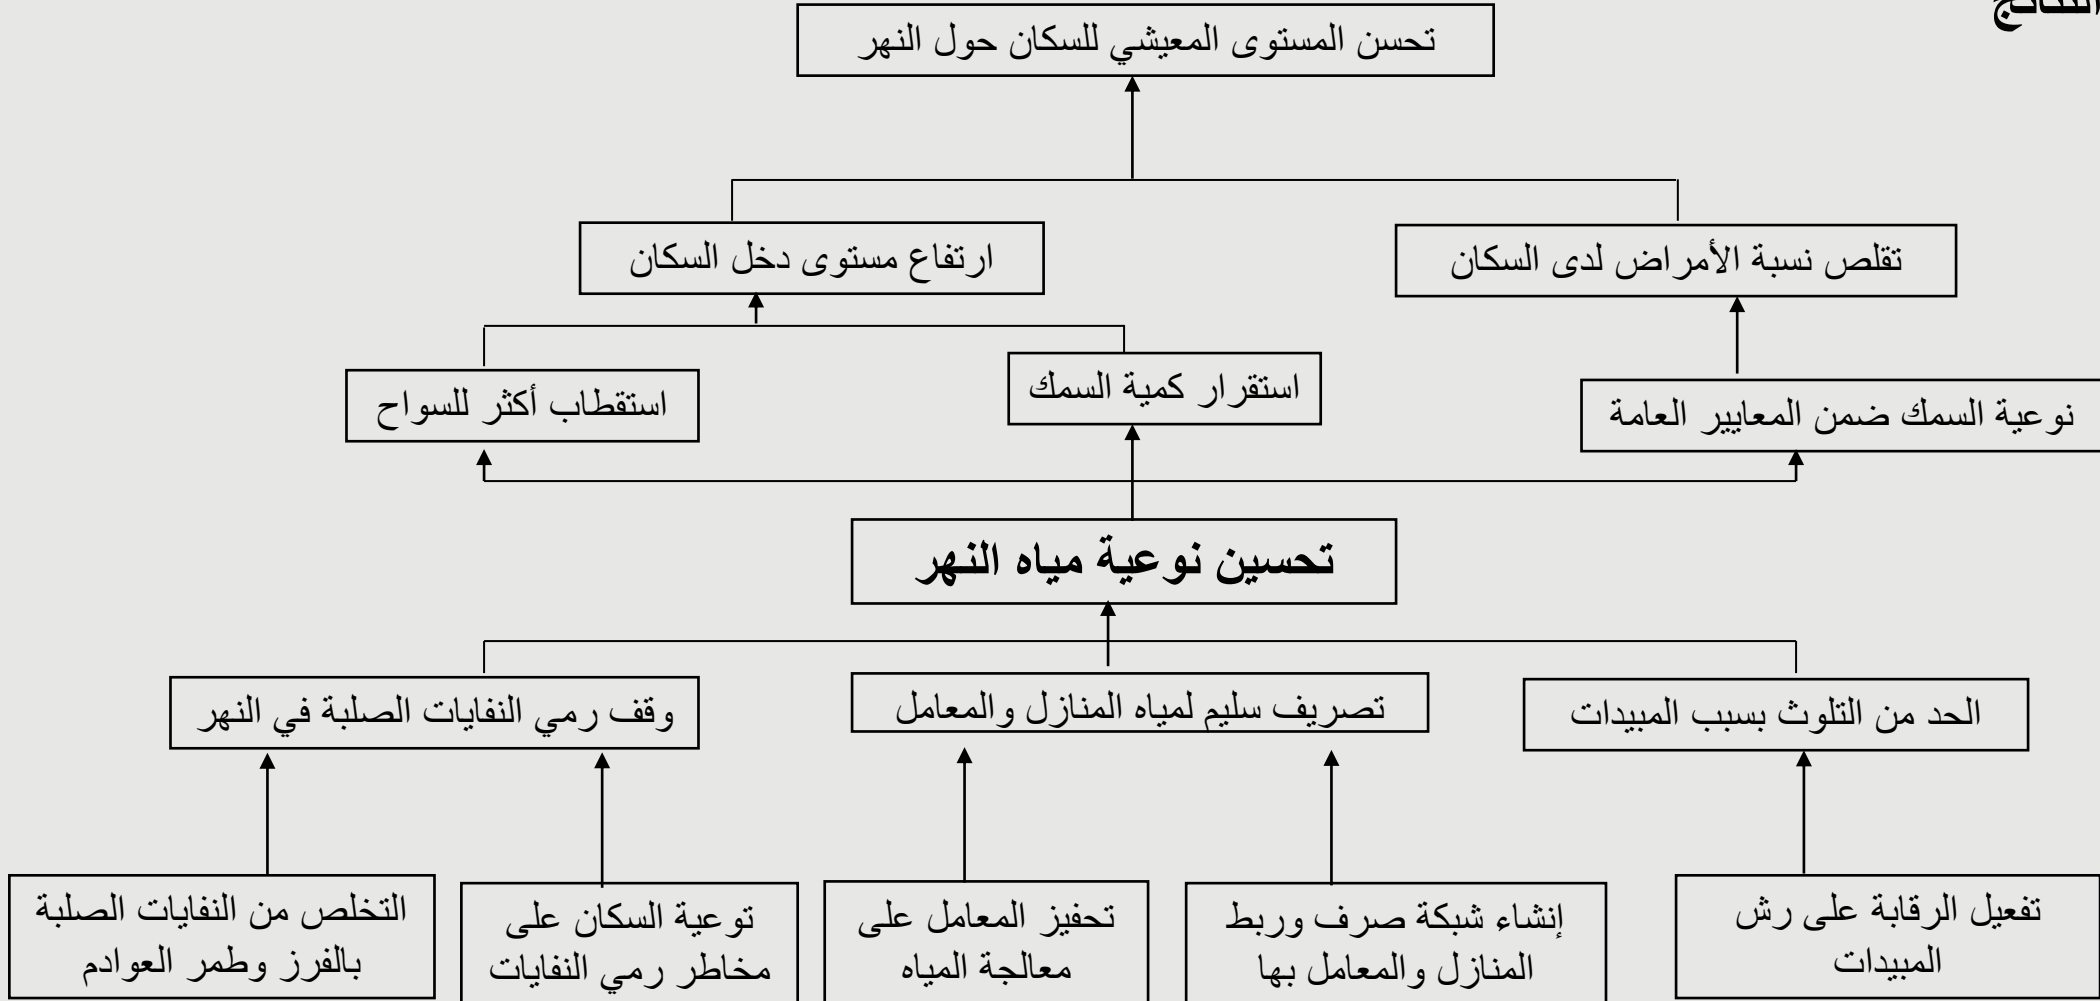 النتائج
تحسن المستوى المعيشي للسكان حول النهر
تقلص نسبة الأمراض لدى السكان
ارتفاع مستوى دخل السكان
نوعية السمك ضمن المعايير العامة
استقرار كمية السمك
استقطاب أكثر للسواح
تحسين نوعية مياه النهر
الحد من التلوث بسبب المبيدات
تصريف سليم لمياه المنازل والمعامل
وقف رمي النفايات الصلبة في النهر
تفعيل الرقابة على رش
المبيدات
إنشاء شبكة صرف وربط
المنازل والمعامل بها
تحفيز المعامل على
معالجة المياه
توعية السكان على
مخاطر رمي النفايات
التخلص من النفايات الصلبة
بالفرز وطمر العوادم